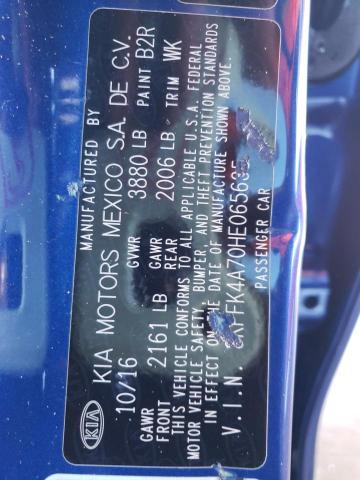 KIA
MANUFACTURED BY
KIA MOTORS MEXICO S.A. DE C.V.
10/16 GVWR 3880 LB PAINT B2R
GAWR FRONT 2161 LB GAWR REAR 2006 LB TRIM WK
THIS VEHICLE CONFORMS TO ALL APPLICABLE U.S.A. FEDERAL
MOTOR VEHICLE SAFETY, BUMPER, AND THEFT PREVENTION STANDARDS
IN EFFECT ON THE DATE OF MANUFACTURE SHOWN ABOVE.
V.I.N. FK4A70HE065635
PASSENGER CAR